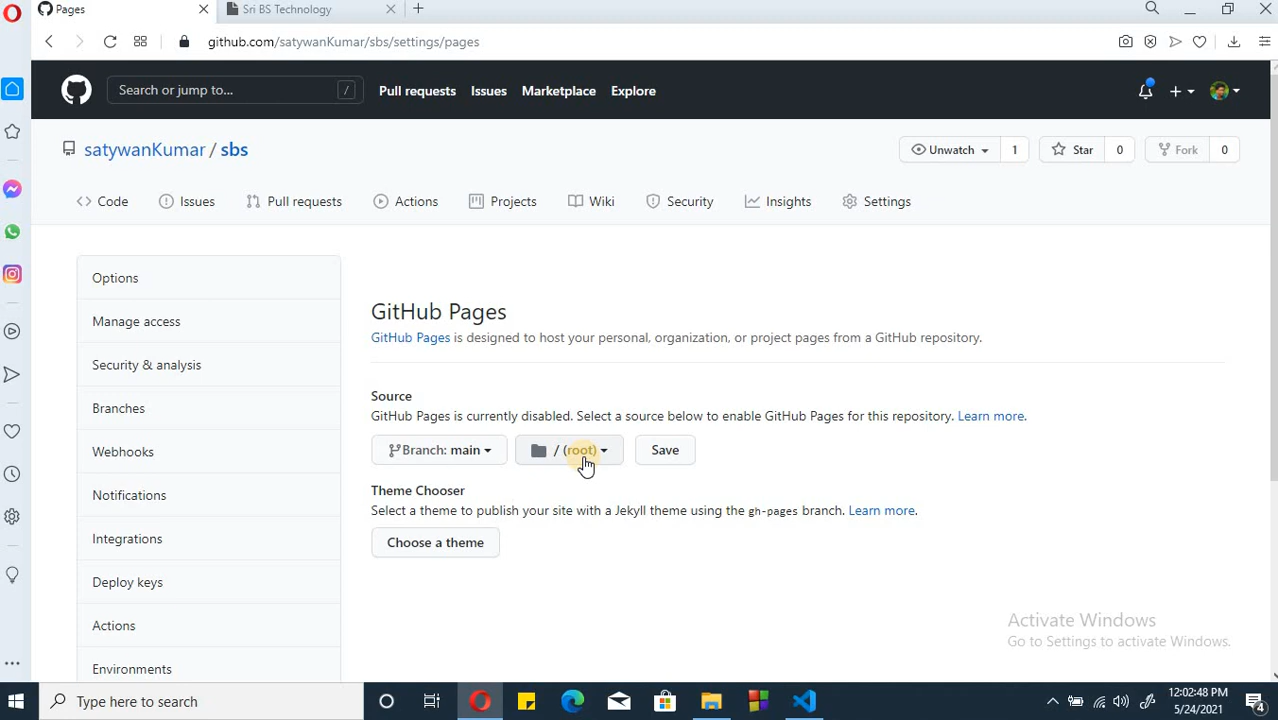 Pages
Sri BS Technology
github.com/satywanKumar/sbs/settings/pages
Search or jump to... /
Pull requests Issues Marketplace Explore
satywanKumar / sbs
Unwatch 1 Star 0 Fork 0
Code Issues Pull requests Actions Projects Wiki Security Insights Settings
Options
Manage access
Security & analysis
Branches
Webhooks
Notifications
Integrations
Deploy keys
Actions
Environments
GitHub Pages
GitHub Pages is designed to host your personal, organization, or project pages from a GitHub repository.
Source
GitHub Pages is currently disabled. Select a source below to enable GitHub Pages for this repository. Learn more.
Branch: main / (root) Save
Theme Chooser
Select a theme to publish your site with a Jekyll theme using the gh-pages branch. Learn more.
Choose a theme
Activate Windows
Go to Settings to activate Windows.
Type here to search
12:02:48 PM
5/24/2021
4